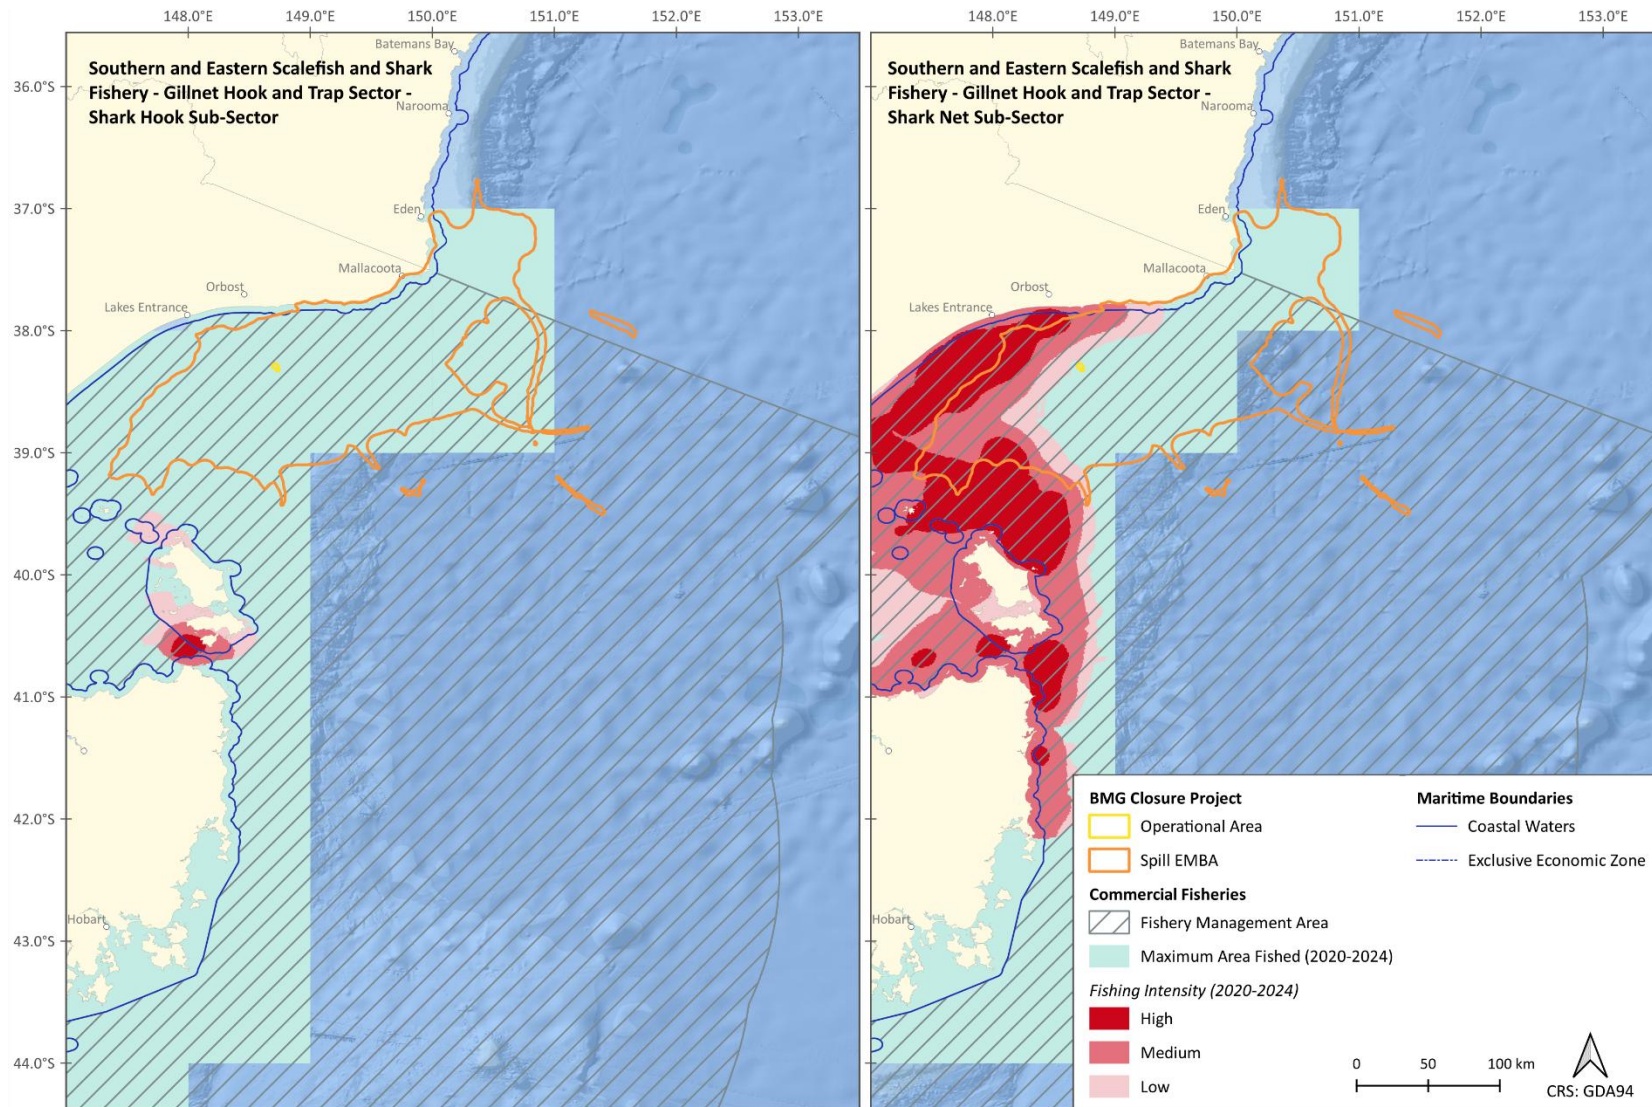 148.0°E 149.0°E 150.0°E 151.0°E 152.0°E 153.0°E
148.0°E 149.0°E 150.0°E 151.0°E 152.0°E 153.0°E
36.0°S
37.0°S
38.0°S
39.0°S
40.0°S
41.0°S
42.0°S
43.0°S
44.0°S
Southern and Eastern Scalefish and Shark
Fishery - Gillnet Hook and Trap Sector -
Shark Hook Sub-Sector
Batemans Bay
Narooma
Eden
Mallacoota
Orbost
Lakes Entrance
Hobart
Southern and Eastern Scalefish and Shark
Fishery - Gillnet Hook and Trap Sector -
Shark Net Sub-Sector
Batemans Bay
Narooma
Eden
Mallacoota
Orbost
Lakes Entrance
Hobart
BMG Closure Project
Operational Area
Spill EMBA
Commercial Fisheries
Fishery Management Area
Maximum Area Fished (2020-2024)
Fishing Intensity (2020-2024)
High
Medium
Low
Maritime Boundaries
Coastal Waters
Exclusive Economic Zone
0 50 100 km
CRS: GDA94